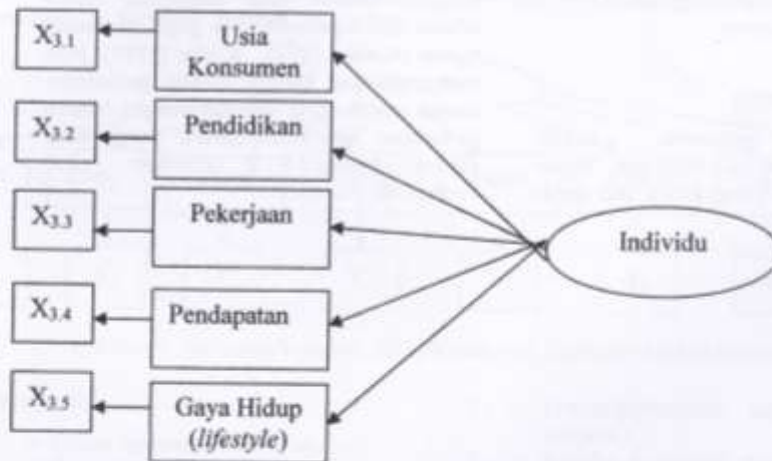 X3.1
Usia
Konsumen
X3.2
Pendidikan
X3.3
Pekerjaan
Individu
X3.4
Pendapatan
X3.5
Gaya Hidup
(lifestyle)